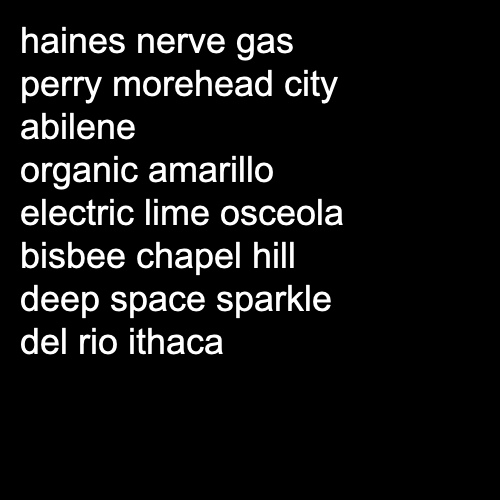 haines nerve gas
perry morehead city
abilene
organic amarillo
electric lime osceola
bisbee chapel hill
deep space sparkle
del rio ithaca